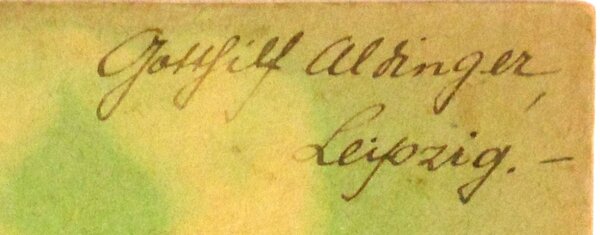 Gotthilf Aldinger,
Leipzig. –